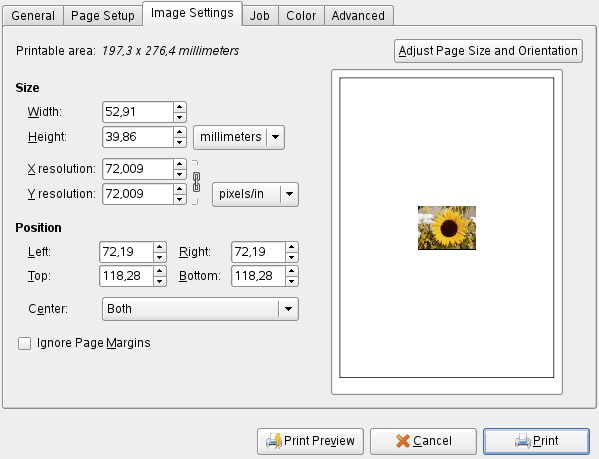 General Page Setup Image Settings Job Color Advanced
Printable area: 197,3 x 276,4 millimeters
Adjust Page Size and Orientation
Size
Width: 52,91
Height: 39,86 millimeters
X resolution: 72,009
Y resolution: 72,009 pixels/in
Position
Left: 72,19 Right: 72,19
Top: 118,28 Bottom: 118,28
Center: Both
Ignore Page Margins
Print Preview Cancel Print